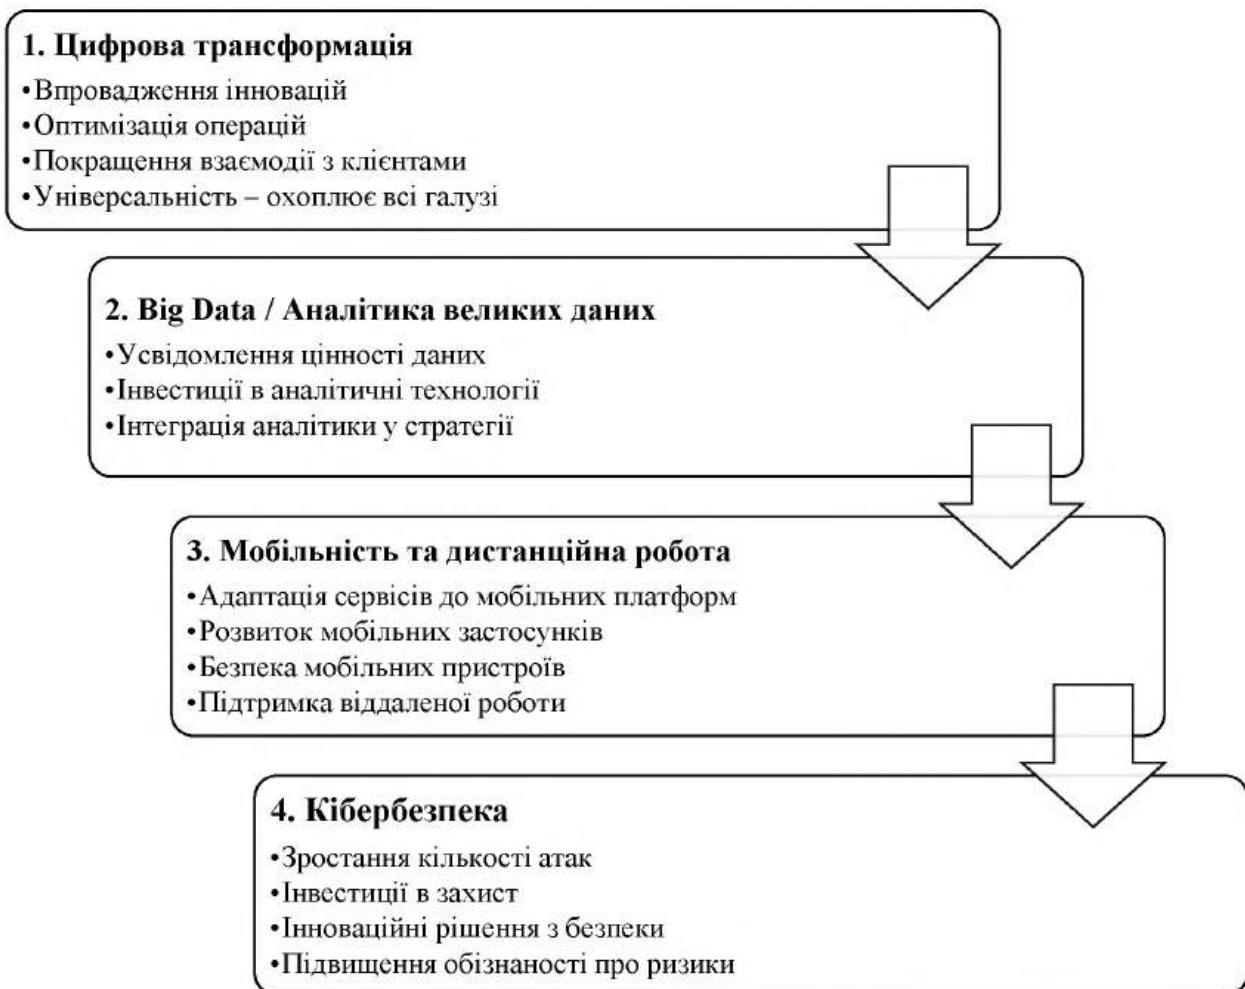 1. Цифрова трансформація
•Впровадження інновацій
•Оптимізація операцій
•Покращення взаємодії з клієнтами
•Універсальність – охоплює всі галузі
2. Big Data / Аналітика великих даних
•Усвідомлення цінності даних
•Інвестиції в аналітичні технології
•Інтеграція аналітики у стратегії
3. Мобільність та дистанційна робота
•Адаптація сервісів до мобільних платформ
•Розвиток мобільних застосунків
•Безпека мобільних пристроїв
•Підтримка віддаленої роботи
4. Кібербезпека
•Зростання кількості атак
•Інвестиції в захист
•Інноваційні рішення з безпеки
•Підвищення обізнаності про ризики